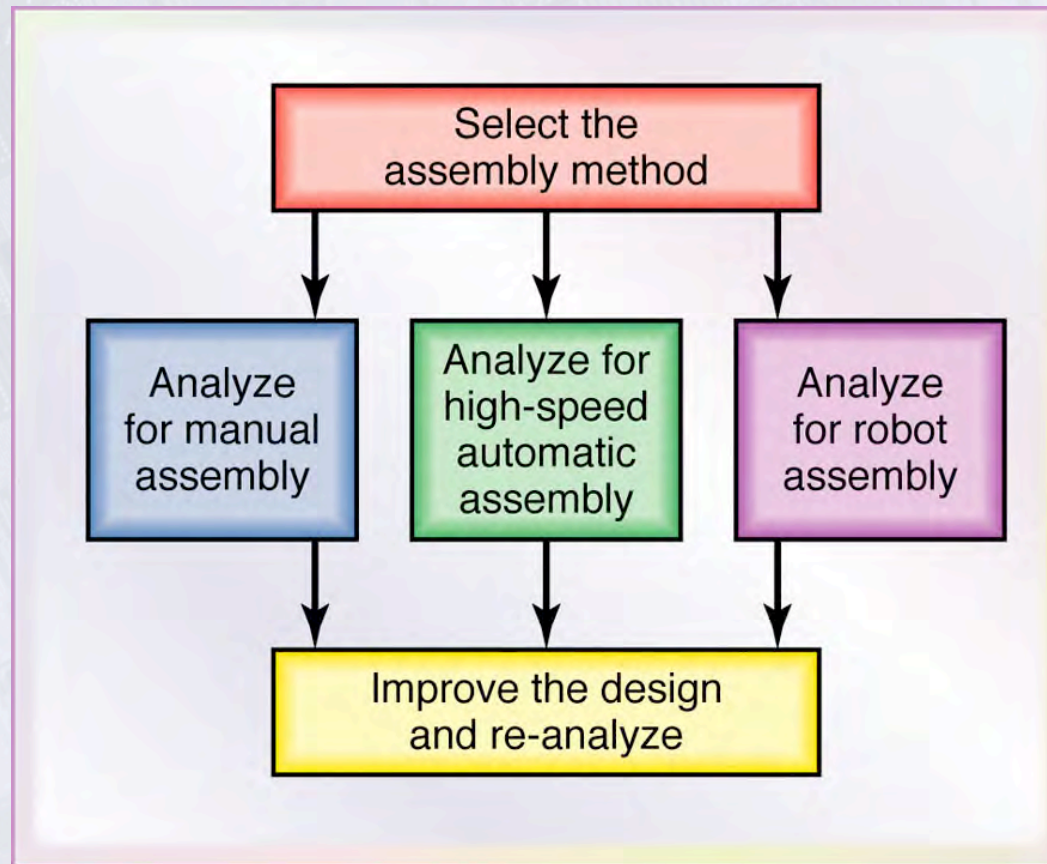 Select the
assembly method
Analyze
for manual
assembly
Analyze for
high-speed
automatic
assembly
Analyze
for robot
assembly
Improve the design
and re-analyze